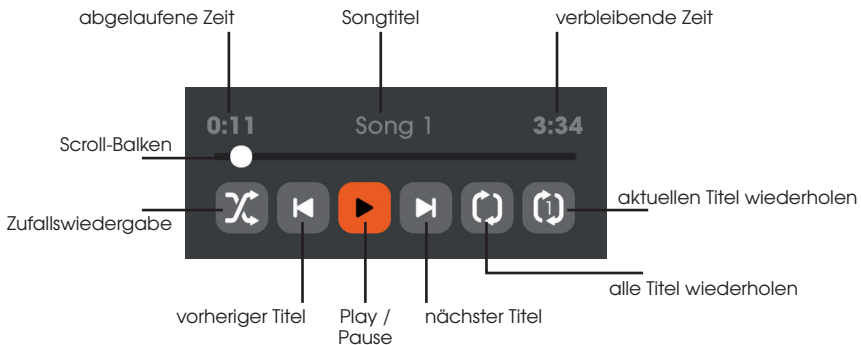 abgelaufene Zeit
Songtitel
verbleibende Zeit
0:11
Song 1
3:34
Scroll-Balken
1
aktuellen Titel wiederholen
Zufallswiedergabe
alle Titel wiederholen
vorheriger Titel
Play /
Pause
nächster Titel